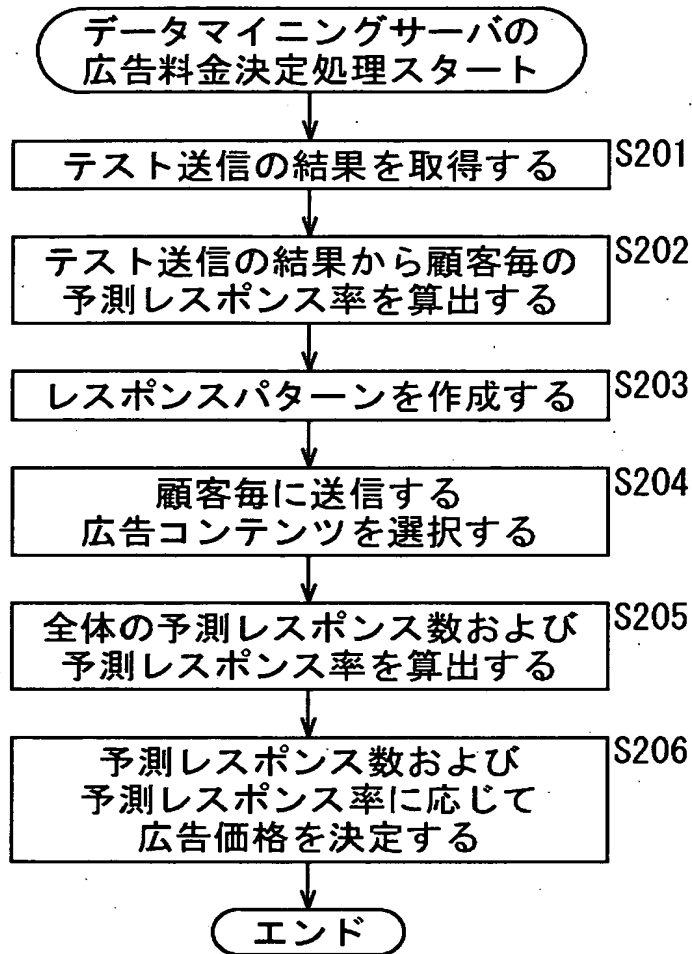 データマイニングサーバの
広告料金決定処理スタート
テスト送信の結果を取得する
S201
テスト送信の結果から顧客毎の
予測レスポンス率を算出する
S202
レスポンスパターンを作成する
S203
顧客毎に送信する
広告コンテンツを選択する
S204
全体の予測レスポンス数および
予測レスポンス率を算出する
S205
予測レスポンス数および
予測レスポンス率に応じて
広告価格を決定する
S206
エンド